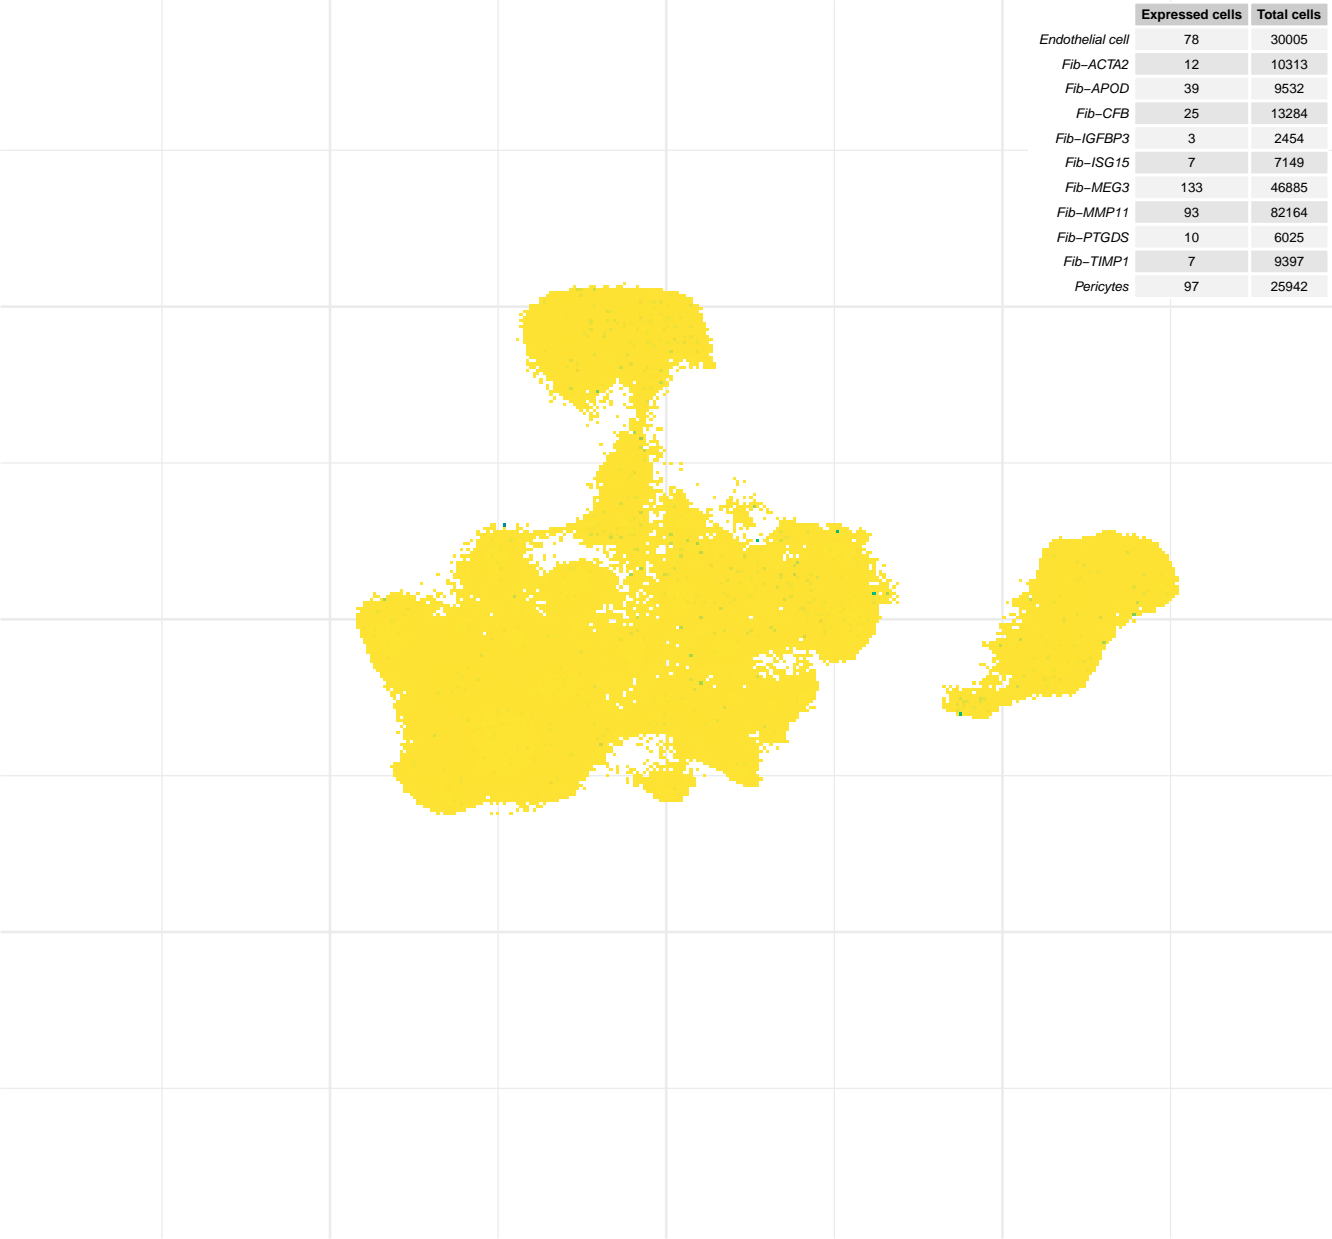 Expressed cells Total cells
Endothelial cell 78 30005
Fib−ACTA2 12 10313
Fib−APOD 39 9532
Fib−CFB 25 13284
Fib−IGFBP3 3 2454
Fib−ISG15 7 7149
Fib−MEG3 133 46885
Fib−MMP11 93 82164
Fib−PTGDS 10 6025
Fib−TIMP1 7 9397
Pericytes 97 25942